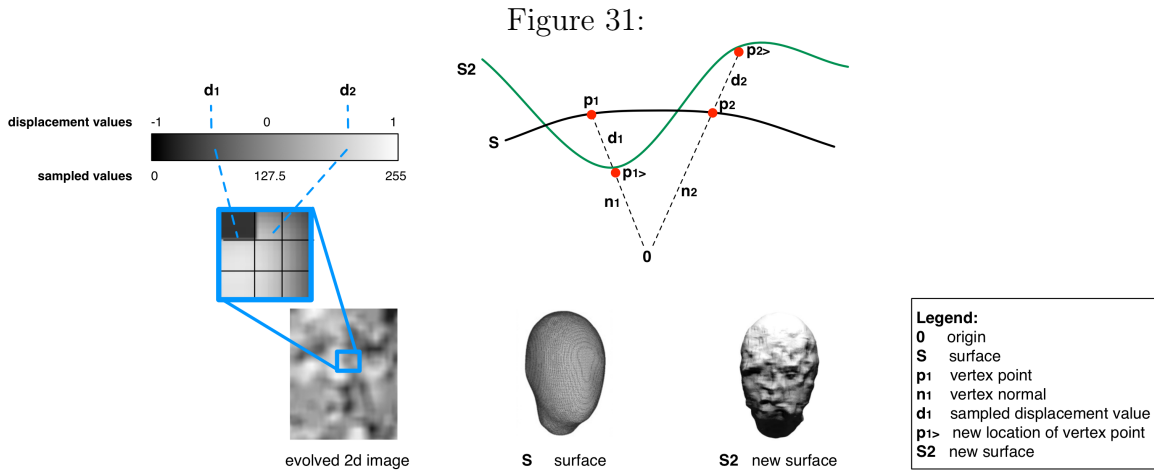 Figure 31:
d1 d2
displacement values -1 0 1
sampled values 0 127.5 255
evolved 2d image
S2
p2>
d2
p1
p2
S
d1
p1>
n1
n2
0
S surface
S2 new surface
Legend:
0 origin
S surface
p1 vertex point
n1 vertex normal
d1 sampled displacement value
p1> new location of vertex point
S2 new surface